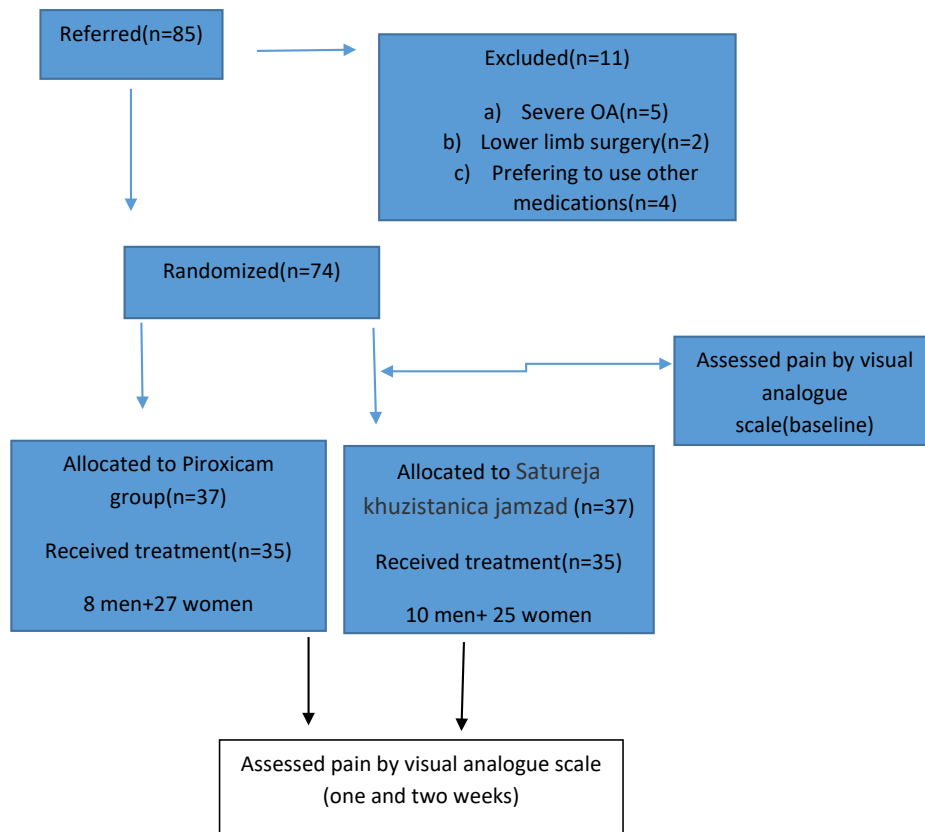 Referred(n=85)
Excluded(n=11)
a) Severe OA(n=5)
b) Lower limb surgery(n=2)
c) Prefering to use other
medications(n=4)
Randomized(n=74)
Assessed pain by visual
analogue
scale(baseline)
Allocated to Piroxicam
group(n=37)
Received treatment(n=35)
8 men+27 women
Allocated to Satureja
khuzistanica jamzad (n=37)
Received treatment(n=35)
10 men+ 25 women
Assessed pain by visual analogue scale
(one and two weeks)